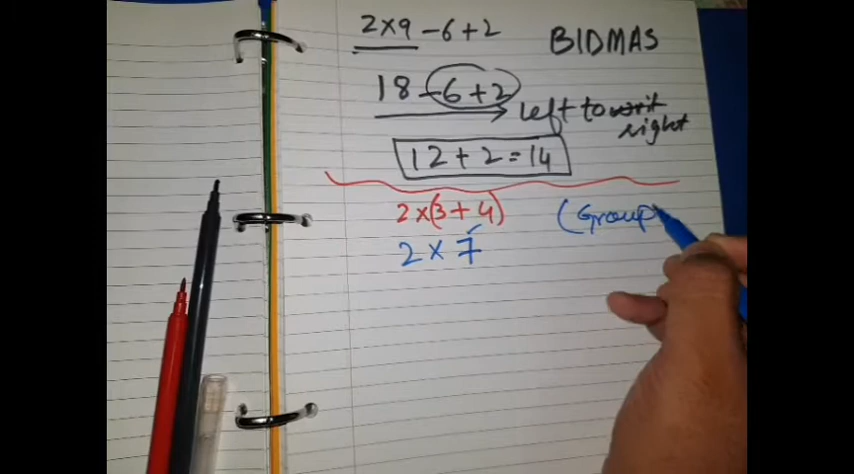 2×9 -6+2 BIDMAS
18 -6+2
left to
right
12 + 2 = 14
2×(3+4) (Group
2×7